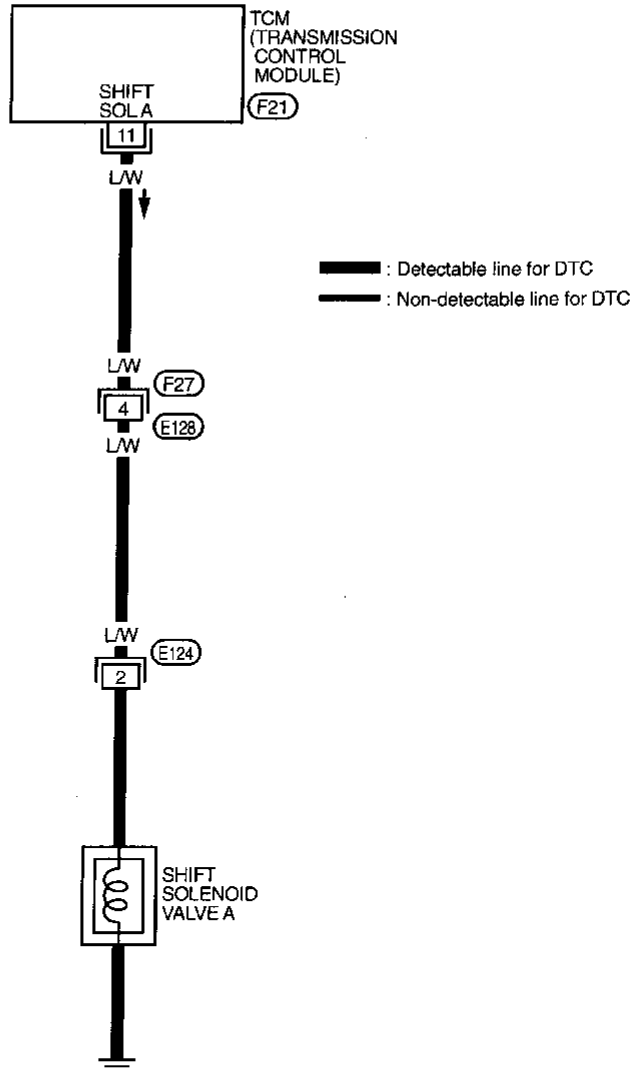 TCM
(TRANSMISSION
CONTROL
MODULE)
SHIFT
SOL A
F21
11
L/W
: Detectable line for DTC
: Non-detectable line for DTC
L/W
F27
4
E128
L/W
L/W
E124
2
SHIFT
SOLENOID
VALVE A